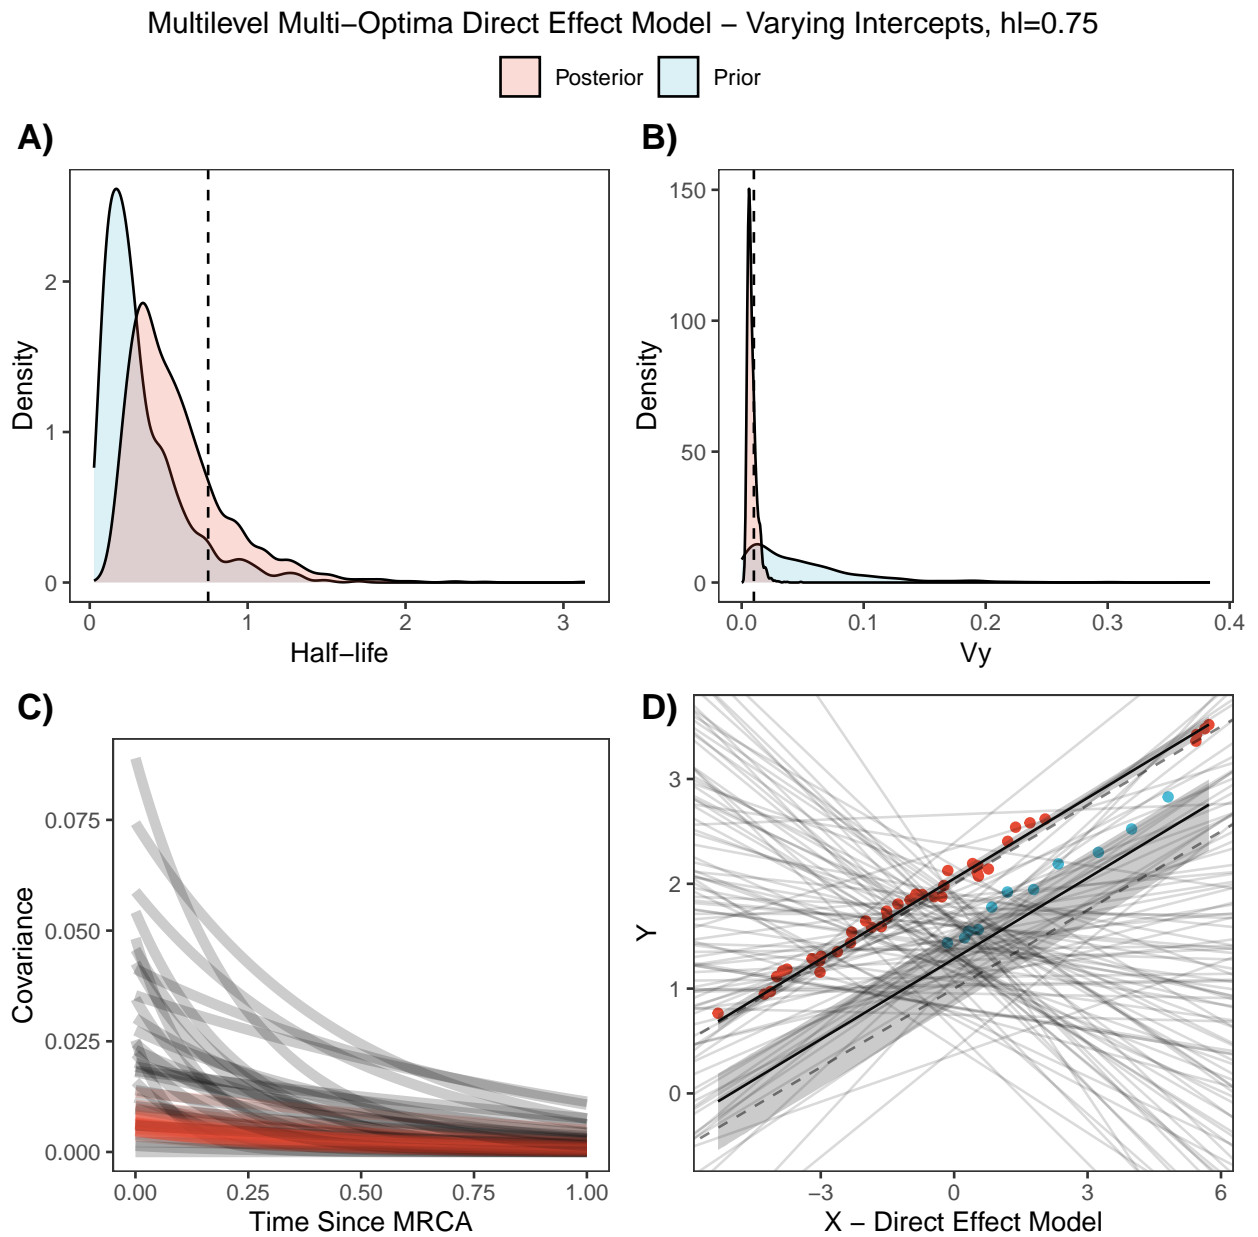 Multilevel Multi−Optima Direct Effect Model − Varying Intercepts, hl=0.75
Posterior Prior
A)
Density
0 1 2
0 1 2 3
Half−life
B)
Density
0 50 100 150
0.0 0.1 0.2 0.3 0.4
Vy
C)
Covariance
0.000 0.025 0.050 0.075
0.00 0.25 0.50 0.75 1.00
Time Since MRCA
D)
Y
0 1 2 3
−3 0 3 6
X − Direct Effect Model